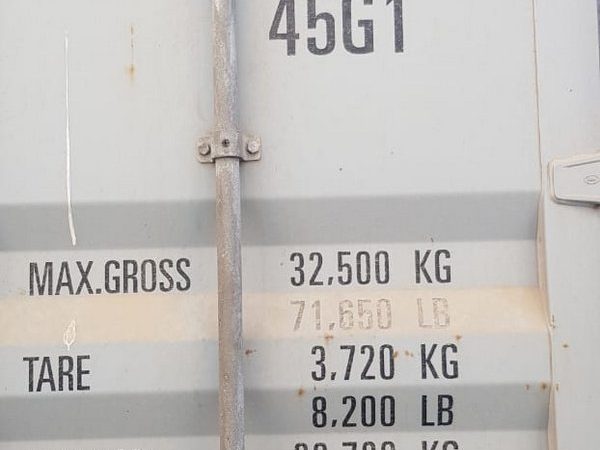 45G1
MAX.GROSS 32,500 KG
71,650 LB
TARE 3,720 KG
8,200 LB